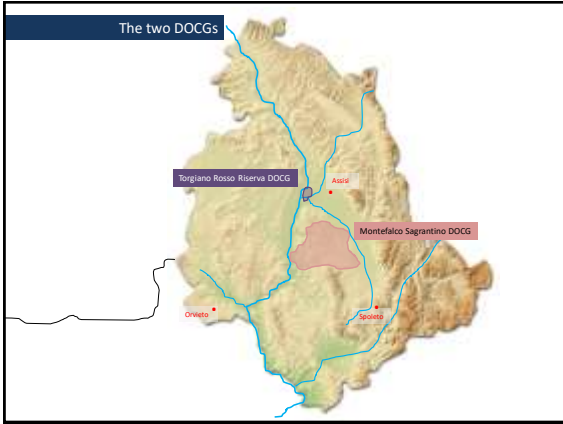 The two DOCGs
Torgiano Rosso Riserva DOCG
Assisi
Montefalco Sagrantino DOCG
Orvieto
Spoleto